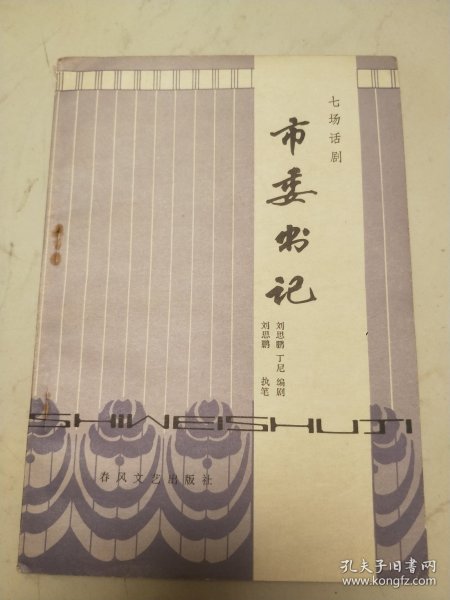 七场话剧
市委书记
刘思鹏 丁尼 编剧
刘思鹏 执笔
SHIWEISHUJI
春风文艺出版社
孔夫子旧书网
www.kongfz.com